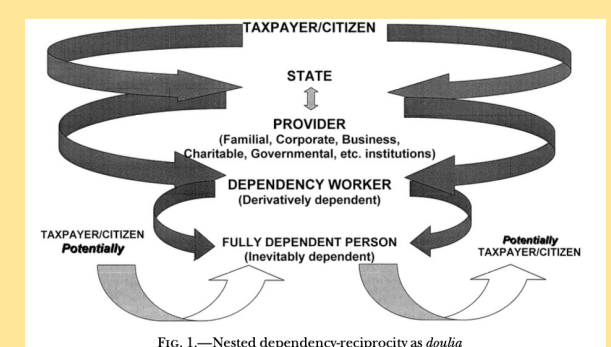 TAXPAYER/CITIZEN
STATE
PROVIDER
(Familial, Corporate, Business,
Charitable, Governmental, etc. institutions)
DEPENDENCY WORKER
(Derivatively dependent)
TAXPAYER/CITIZEN
Potentially
FULLY DEPENDENT PERSON
(Inevitably dependent)
Potentially
TAXPAYER/CITIZEN
FIG. 1.—Nested dependency-reciprocity as doulia